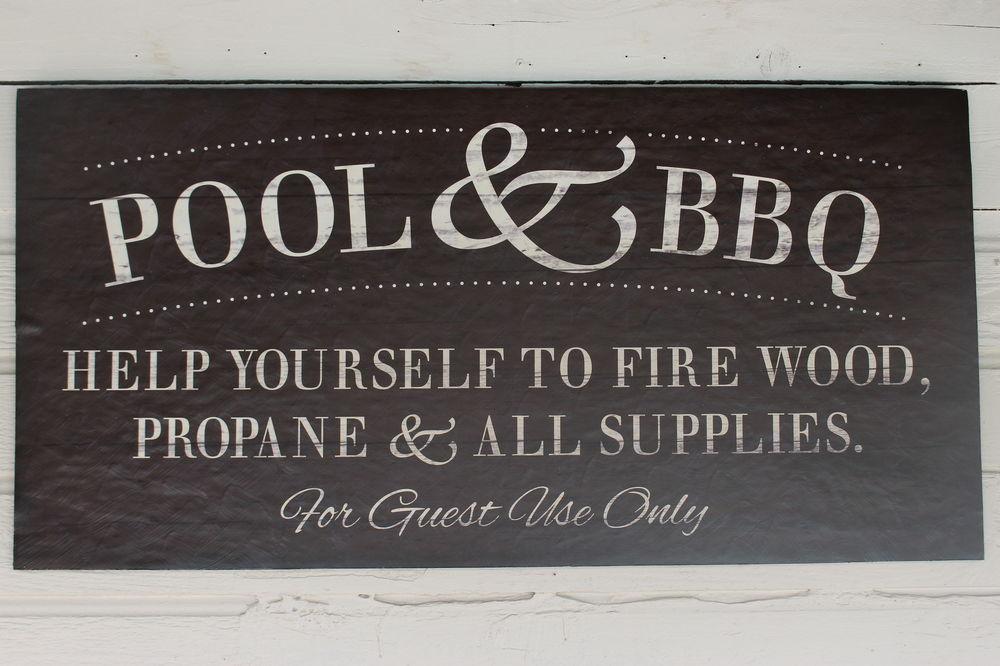 POOL & BBQ
HELP YOURSELF TO FIRE WOOD,
PROPANE & ALL SUPPLIES.
For Guest Use Only